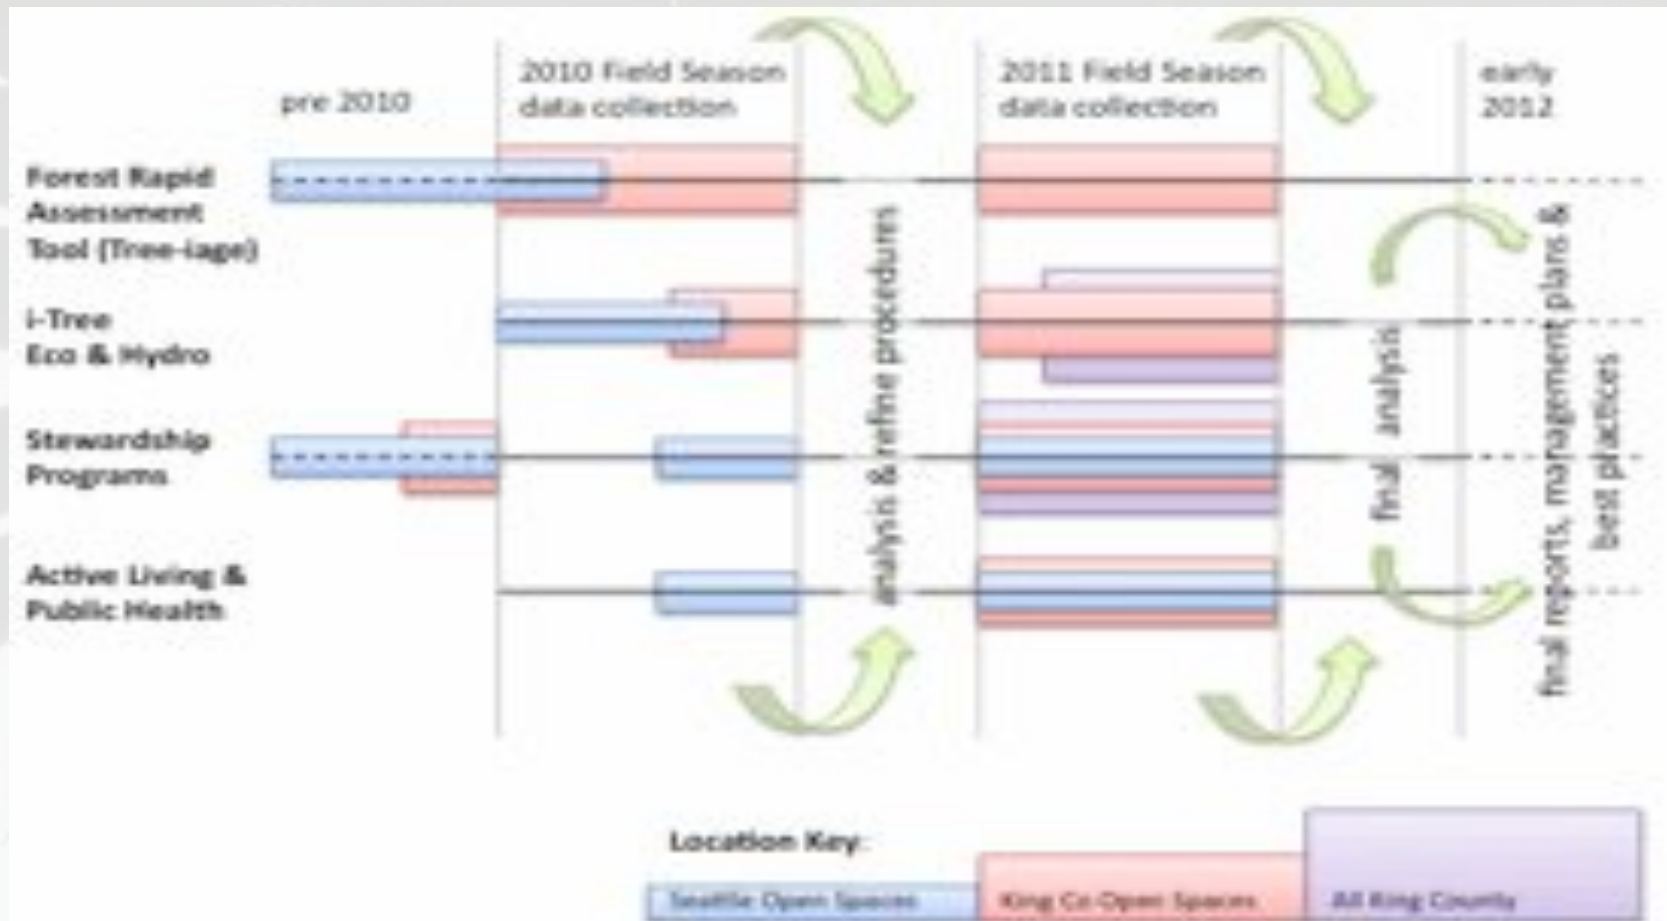 pre 2010
2010 Field Season
data collection
2011 Field Season
data collection
early
2012
Forest Rapid
Assessment
Tool (Tree-iage)
i-Tree
Eco & Hydro
Stewardship
Programs
Active Living &
Public Health
analysis & refine procedures
final analysis
final reports, management plans &
best practices
Location Key:
Seattle Open Spaces
King Co Open Spaces
All King County